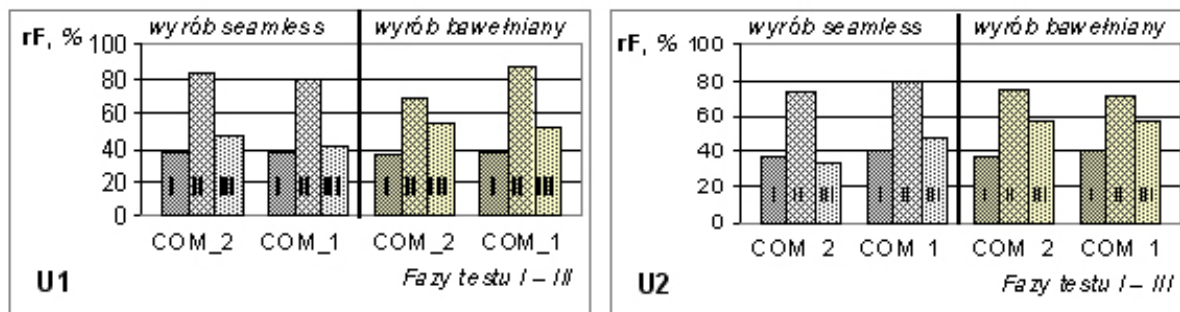 rF, % wyrób seamless wyrób bawełniany
100
80
60
40
20
0
I II III I II III I II III I II III
COM_2 COM_1 COM_2 COM_1
U1 Fazy testu I – III
rF, % wyrób seamless wyrób bawełniany
100
80
60
40
20
0
I II III I II III I II III I II III
COM 2 COM 1 COM 2 COM 1
U2 Fazy testu I – III